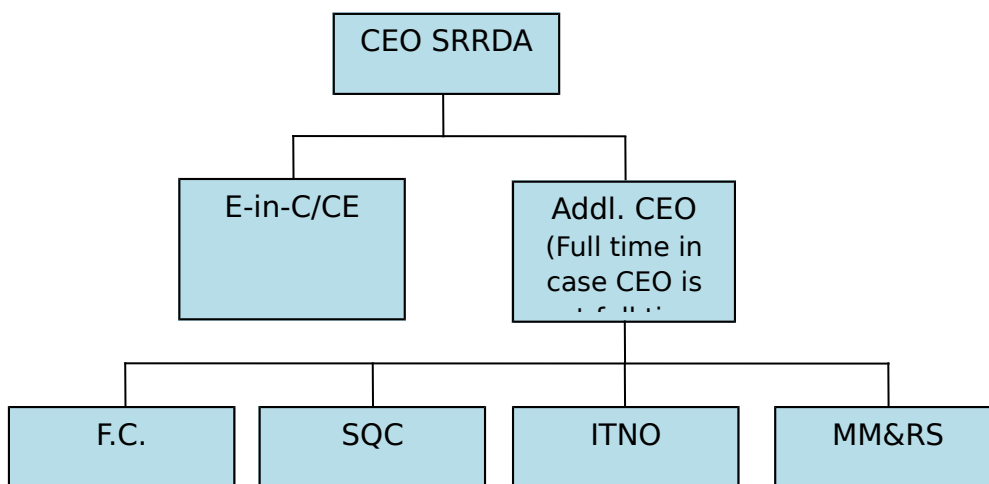 CEO SRRDA
E-in-C/CE
Addl. CEO
(Full time in
case CEO is
F.C.
SQC
ITNO
MM&RS